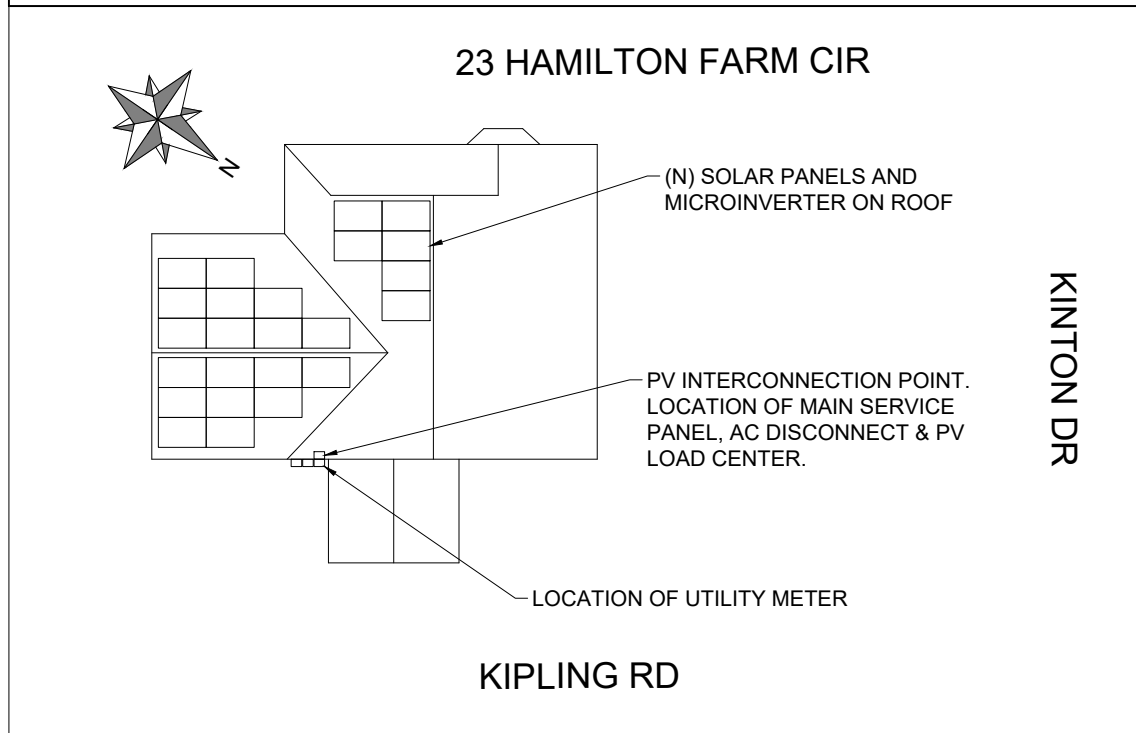 23 HAMILTON FARM CIR
N
(N) SOLAR PANELS AND
MICROINVERTER ON ROOF
KINTON DR
PV INTERCONNECTION POINT.
LOCATION OF MAIN SERVICE
PANEL, AC DISCONNECT & PV
LOAD CENTER.
LOCATION OF UTILITY METER
KIPLING RD